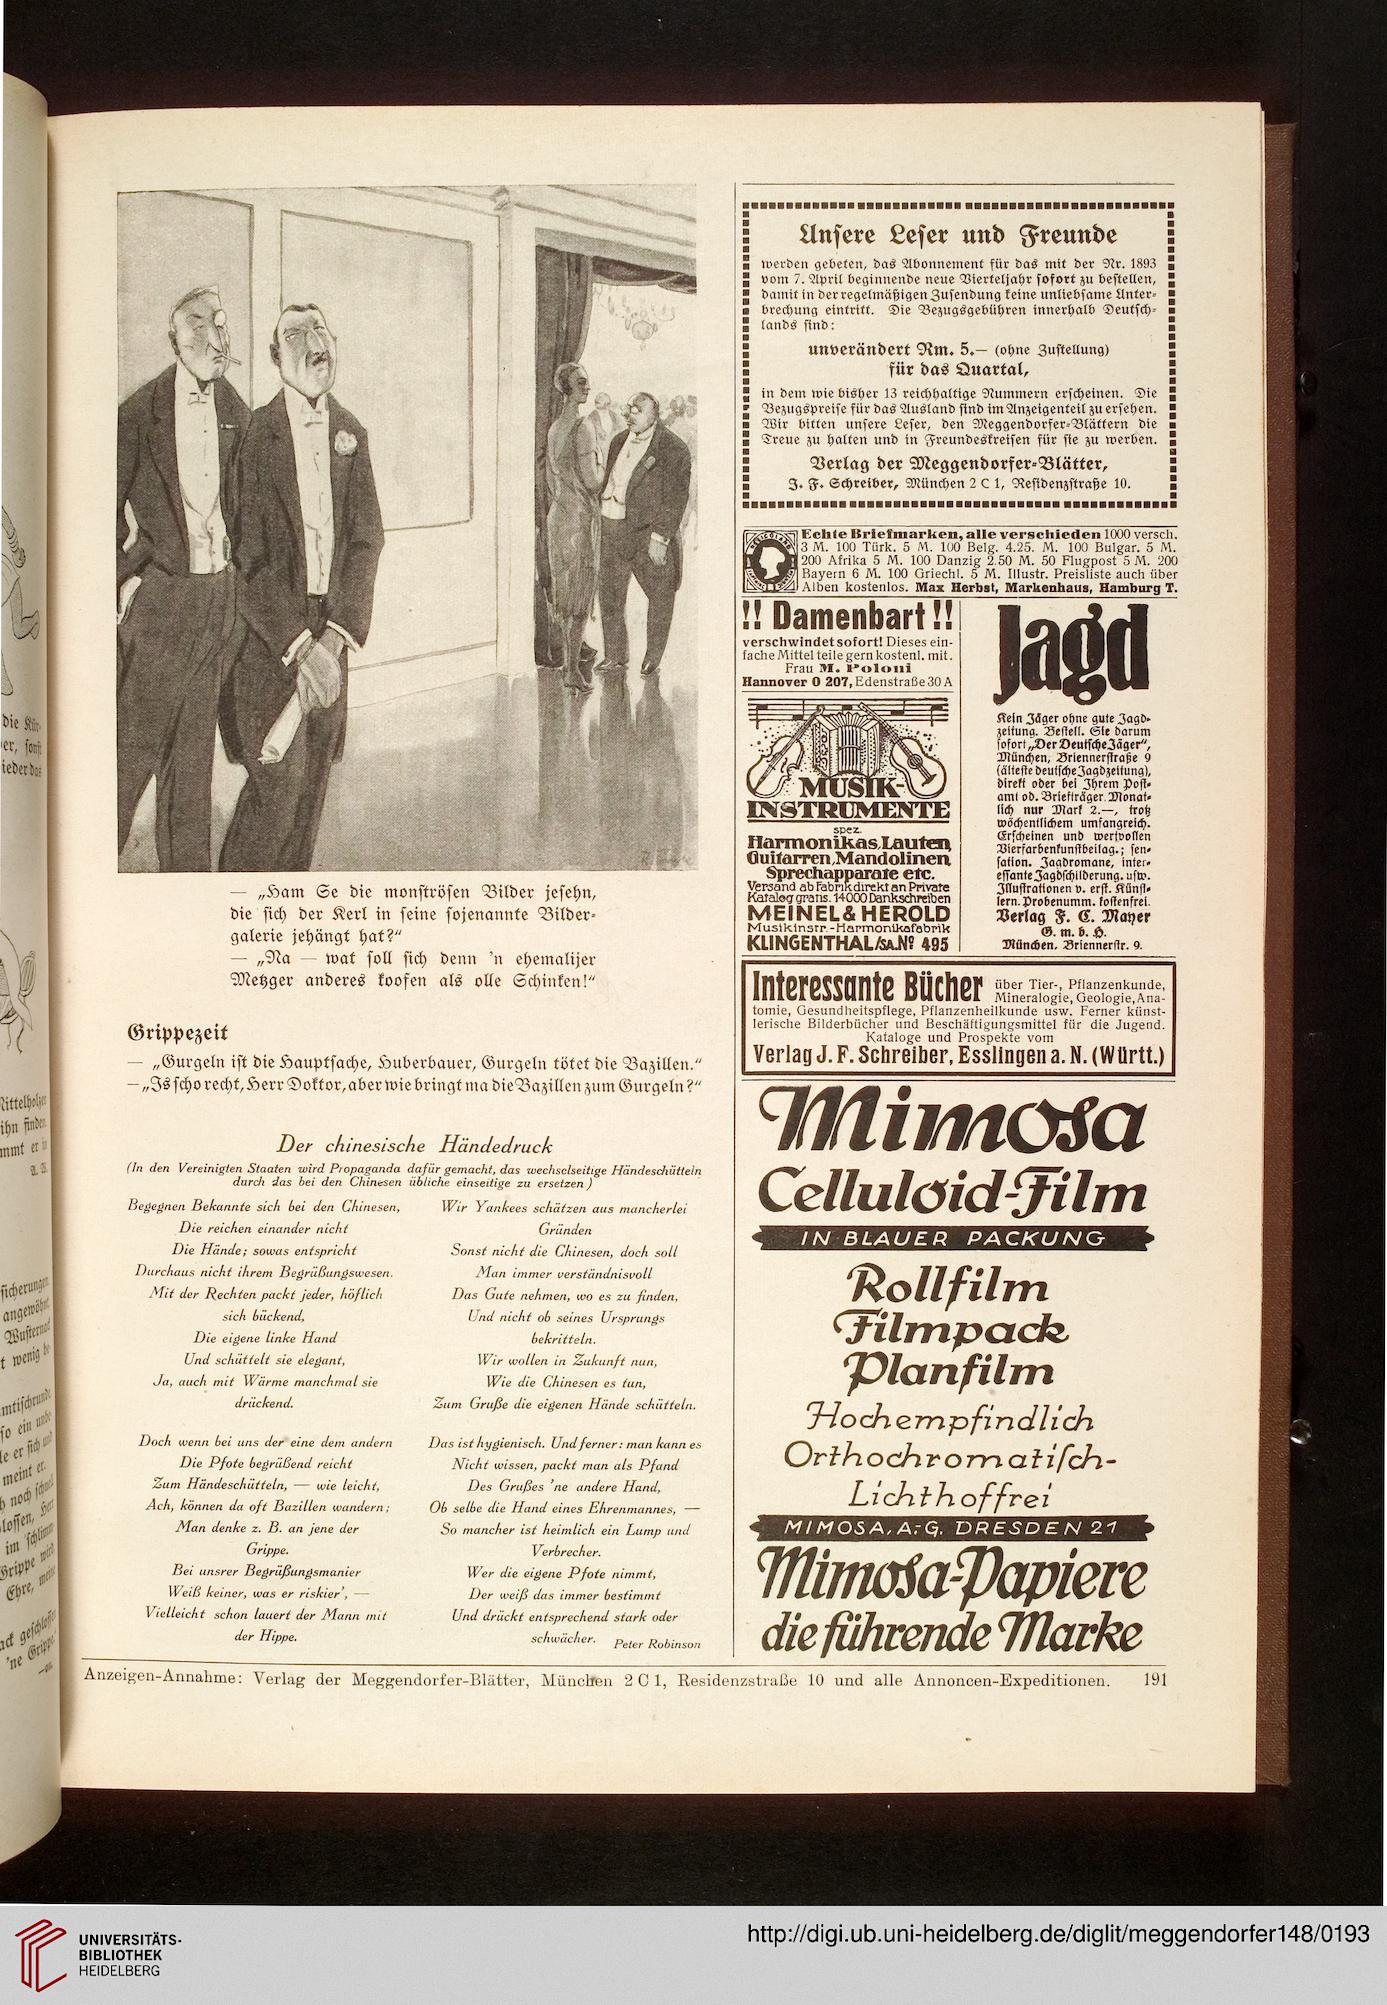 — „Ham Se die monströsen Bilder jesehn,
die sich der Kerl in seine sojenannte Bilder-
galerie jehängt hat?"
— „Na — wat soll sich denn 'n ehemalijer
Metzger anderes koofen als olle Schinken!"
Grippezeit
— „Gurgeln ist die Hauptsache, Huberbauer, Gurgeln tötet die Bazillen."
— „Is scho recht, Herr Doktor, aber wie bringt ma die Bazillen zum Gurgeln?"
Der chinesische Händedruck
(In den Vereinigten Staaten wird Propaganda dafür gemacht, das wechselseitige Händeschütteln
durch das bei den Chinesen übliche einseitige zu ersetzen)
Begegnen Bekannte sich bei den Chinesen,
Die reichen einander nicht
Die Hände; sowas entspricht
Durchaus nicht ihrem Begrüßungswesen.
Mit der Rechten packt jeder, höflich
sich bückend,
Die eigene linke Hand
Und schüttelt sie elegant,
Ja, auch mit Wärme manchmal sie
drückend.
Doch wenn bei uns der eine dem andern
Die Pfote begrüßend reicht
Zum Händeschütteln, — wie leicht,
Ach, können da oft Bazillen wandern;
Man denke z. B. an jene der
Grippe.
Bei unsrer Begrüßungsmanier
Weiß keiner, was er riskier', —
Vielleicht schon lauert der Mann mit
der Hippe.
Wir Yankees schätzen aus mancherlei
Gründen
Sonst nicht die Chinesen, doch soll
Man immer verständnisvoll
Das Gute nehmen, wo es zu finden,
Und nicht ob seines Ursprungs
bekritteln.
Wir wollen in Zukunft nun,
Wie die Chinesen es tun,
Zum Gruße die eigenen Hände schütteln.
Das ist hygienisch. Und ferner: man kann es
Nicht wissen, packt man als Pfand
Des Grußes 'ne andere Hand,
Ob selbe die Hand eines Ehrenmannes, —
So mancher ist heimlich ein Lump und
Verbrecher.
Wer die eigene Pfote nimmt,
Der weiß das immer bestimmt
Und drückt entsprechend stark oder
schwächer.
Peter Robinson
Unsere Leser und Freunde
werden gebeten, das Abonnement für das mit der Nr. 1893
vom 7. April beginnende neue Vierteljahr sofort zu bestellen,
damit in der regelmäßigen Zusendung keine unliebsame Unter-
brechung eintritt. Die Bezugsgebühren innerhalb Deutsch-
lands sind:
unverändert Rm. 5.— (ohne Zustellung)
für das Quartal,
in dem wie bisher 13 reichhaltige Nummern erscheinen. Die
Bezugspreise für das Ausland sind im Anzeigenteil zu ersehen.
Wir bitten unsere Leser, den Meggendorfer-Blättern die
Treue zu halten und in Freundeskreisen für sie zu werben.
Verlag der Meggendorfer-Blätter,
J. F. Schreiber, München 2 C 1, Residenzstraße 10.
Echte Briefmarken, alle verschieden 1000 versch.
3 M. 100 Türk. 5 M. 100 Belg. 4.25. M. 100 Bulgar. 5 M.
200 Afrika 5 M. 100 Danzig 2.50 M. 50 Flugpost 5 M. 200
Bayern 6 M. 100 Griechl. 5 M. Illustr. Preisliste auch über
Alben kostenlos. Max Herbst, Markenhaus, Hamburg T.
!! Damenbart !!
verschwindet sofort! Dieses ein-
fache Mittel teile gern kostenl. mit.
Frau M. Poloni
Hannover O 207, Edenstraße 30 A
MUSIK-
INSTRUMENTE
spez.
Harmonikas, Lauten,
Guitarren, Mandolinen,
Sprechapparate etc.
Versand ab Fabrik direkt an Private
Katalog gratis. 14000 Dankschreiben
MEINEL & HEROLD
Musikinstr.-Harmonikafabrik
KLINGENTHAL/SA. Nº 495
Jagd
Kein Jäger ohne gute Jagd-
zeitung. Bestell. Sie darum
sofort „Der Deutsche Jäger",
München, Briennerstraße 9
(älteste deutsche Jagdzeitung),
direkt oder bei Ihrem Post-
amt od. Briefträger. Monat-
lich nur Mark 2.—, trotz
wöchentlichem umfangreich.
Erscheinen und wertvollen
Vierfarbenkunstbeilag.; sen-
sation. Jagdromane, inter-
essante Jagdschilderung. usw.
Illustrationen v. erst. Künst-
lern. Probenumm. kostenfrei.
Verlag F. C. Mayer
G. m. b. H.
München. Briennerstr. 9.
Interessante Bücher über Tier-, Pflanzenkunde,
Mineralogie, Geologie, Ana-
tomie, Gesundheitspflege, Pflanzenheilkunde usw. Ferner künst-
lerische Bilderbücher und Beschäftigungsmittel für die Jugend.
Kataloge und Prospekte vom
Verlag J. F. Schreiber, Esslingen a. N. (Württ.)
Mimosa
Celluloid-Film
IN BLAUER PACKUNG
Rollfilm
Filmpack
Planfilm
Hochempfindlich
Orthochromatisch-
Lichthoffrei
MIMOSA, A.-G. DRESDEN 21
Mimosa-Papiere
die führende Marke
Anzeigen-Annahme: Verlag der Meggendorfer-Blätter, München 2 C 1, Residenzstraße 10 und alle Annoncen-Expeditionen. 191
UNIVERSITÄTS-
BIBLIOTHEK
HEIDELBERG
http://digi.ub.uni-heidelberg.de/diglit/meggendorfer148/0193